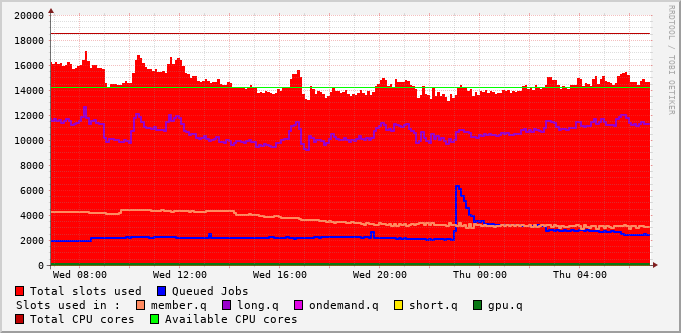 20000
18000
16000
14000
12000
10000
8000
6000
4000
2000
0
Wed 08:00 Wed 12:00 Wed 16:00 Wed 20:00 Thu 00:00 Thu 04:00
RRDTOOL / TOBI OETIKER
Total slots used Queued Jobs
Slots used in : member.q long.q ondemand.q short.q gpu.q
Total CPU cores Available CPU cores